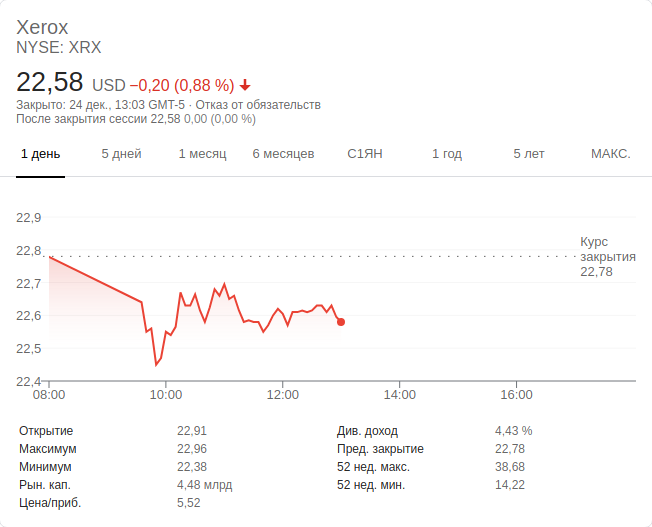 Xerox
NYSE: XRX
22,58 USD −0,20 (0,88 %)
Закрыто: 24 дек., 13:03 GMT-5 · Отказ от обязательств
После закрытия сессии 22,58 0,00 (0,00 %)
1 день 5 дней 1 месяц 6 месяцев С1ЯН 1 год 5 лет МАКС.
22,9
22,8
22,7
22,6
22,5
22,4
Курс
закрытия
22,78
08:00 10:00 12:00 14:00 16:00
Открытие 22,91 Див. доход 4,43 %
Максимум 22,96 Пред. закрытие 22,78
Минимум 22,38 52 нед. макс. 38,68
Рын. кап. 4,48 млрд 52 нед. мин. 14,22
Цена/приб. 5,52